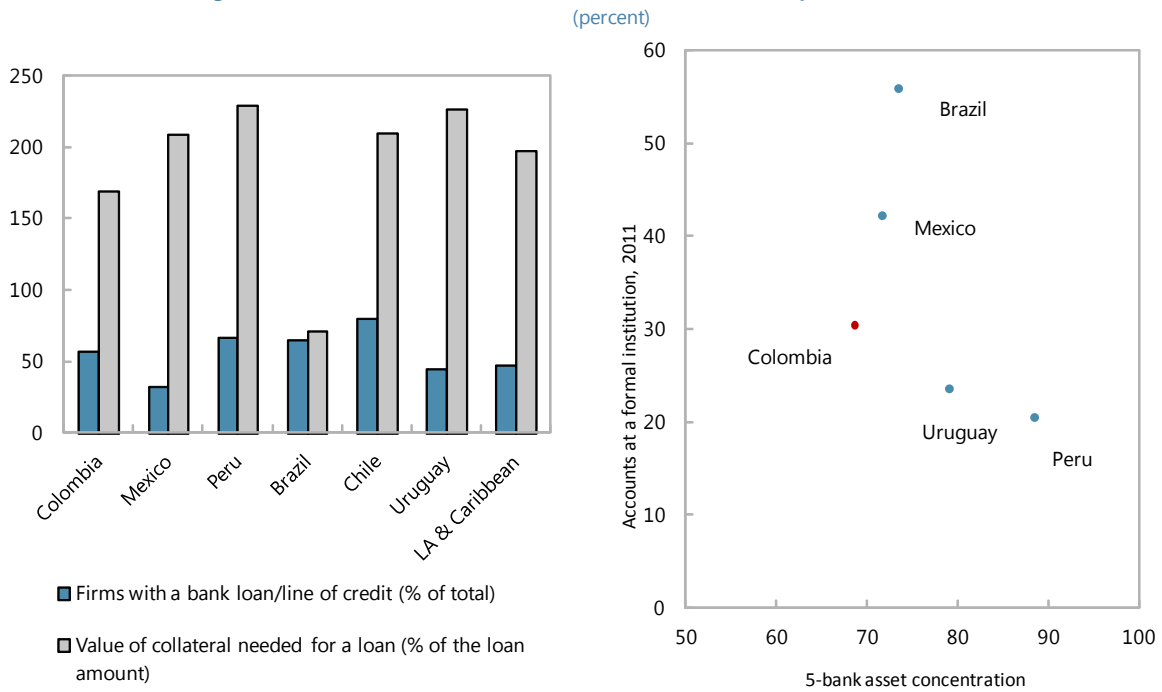 (percent)
250
200
150
100
50
0
Colombia
Mexico
Peru
Brazil
Chile
Uruguay
LA & Caribbean
Firms with a bank loan/line of credit (% of total)
Value of collateral needed for a loan (% of the loan
amount)
60
50
40
30
20
10
0
Accounts at a formal institution, 2011
Brazil
Mexico
Colombia
Uruguay
Peru
50
60
70
80
90
100
5-bank asset concentration